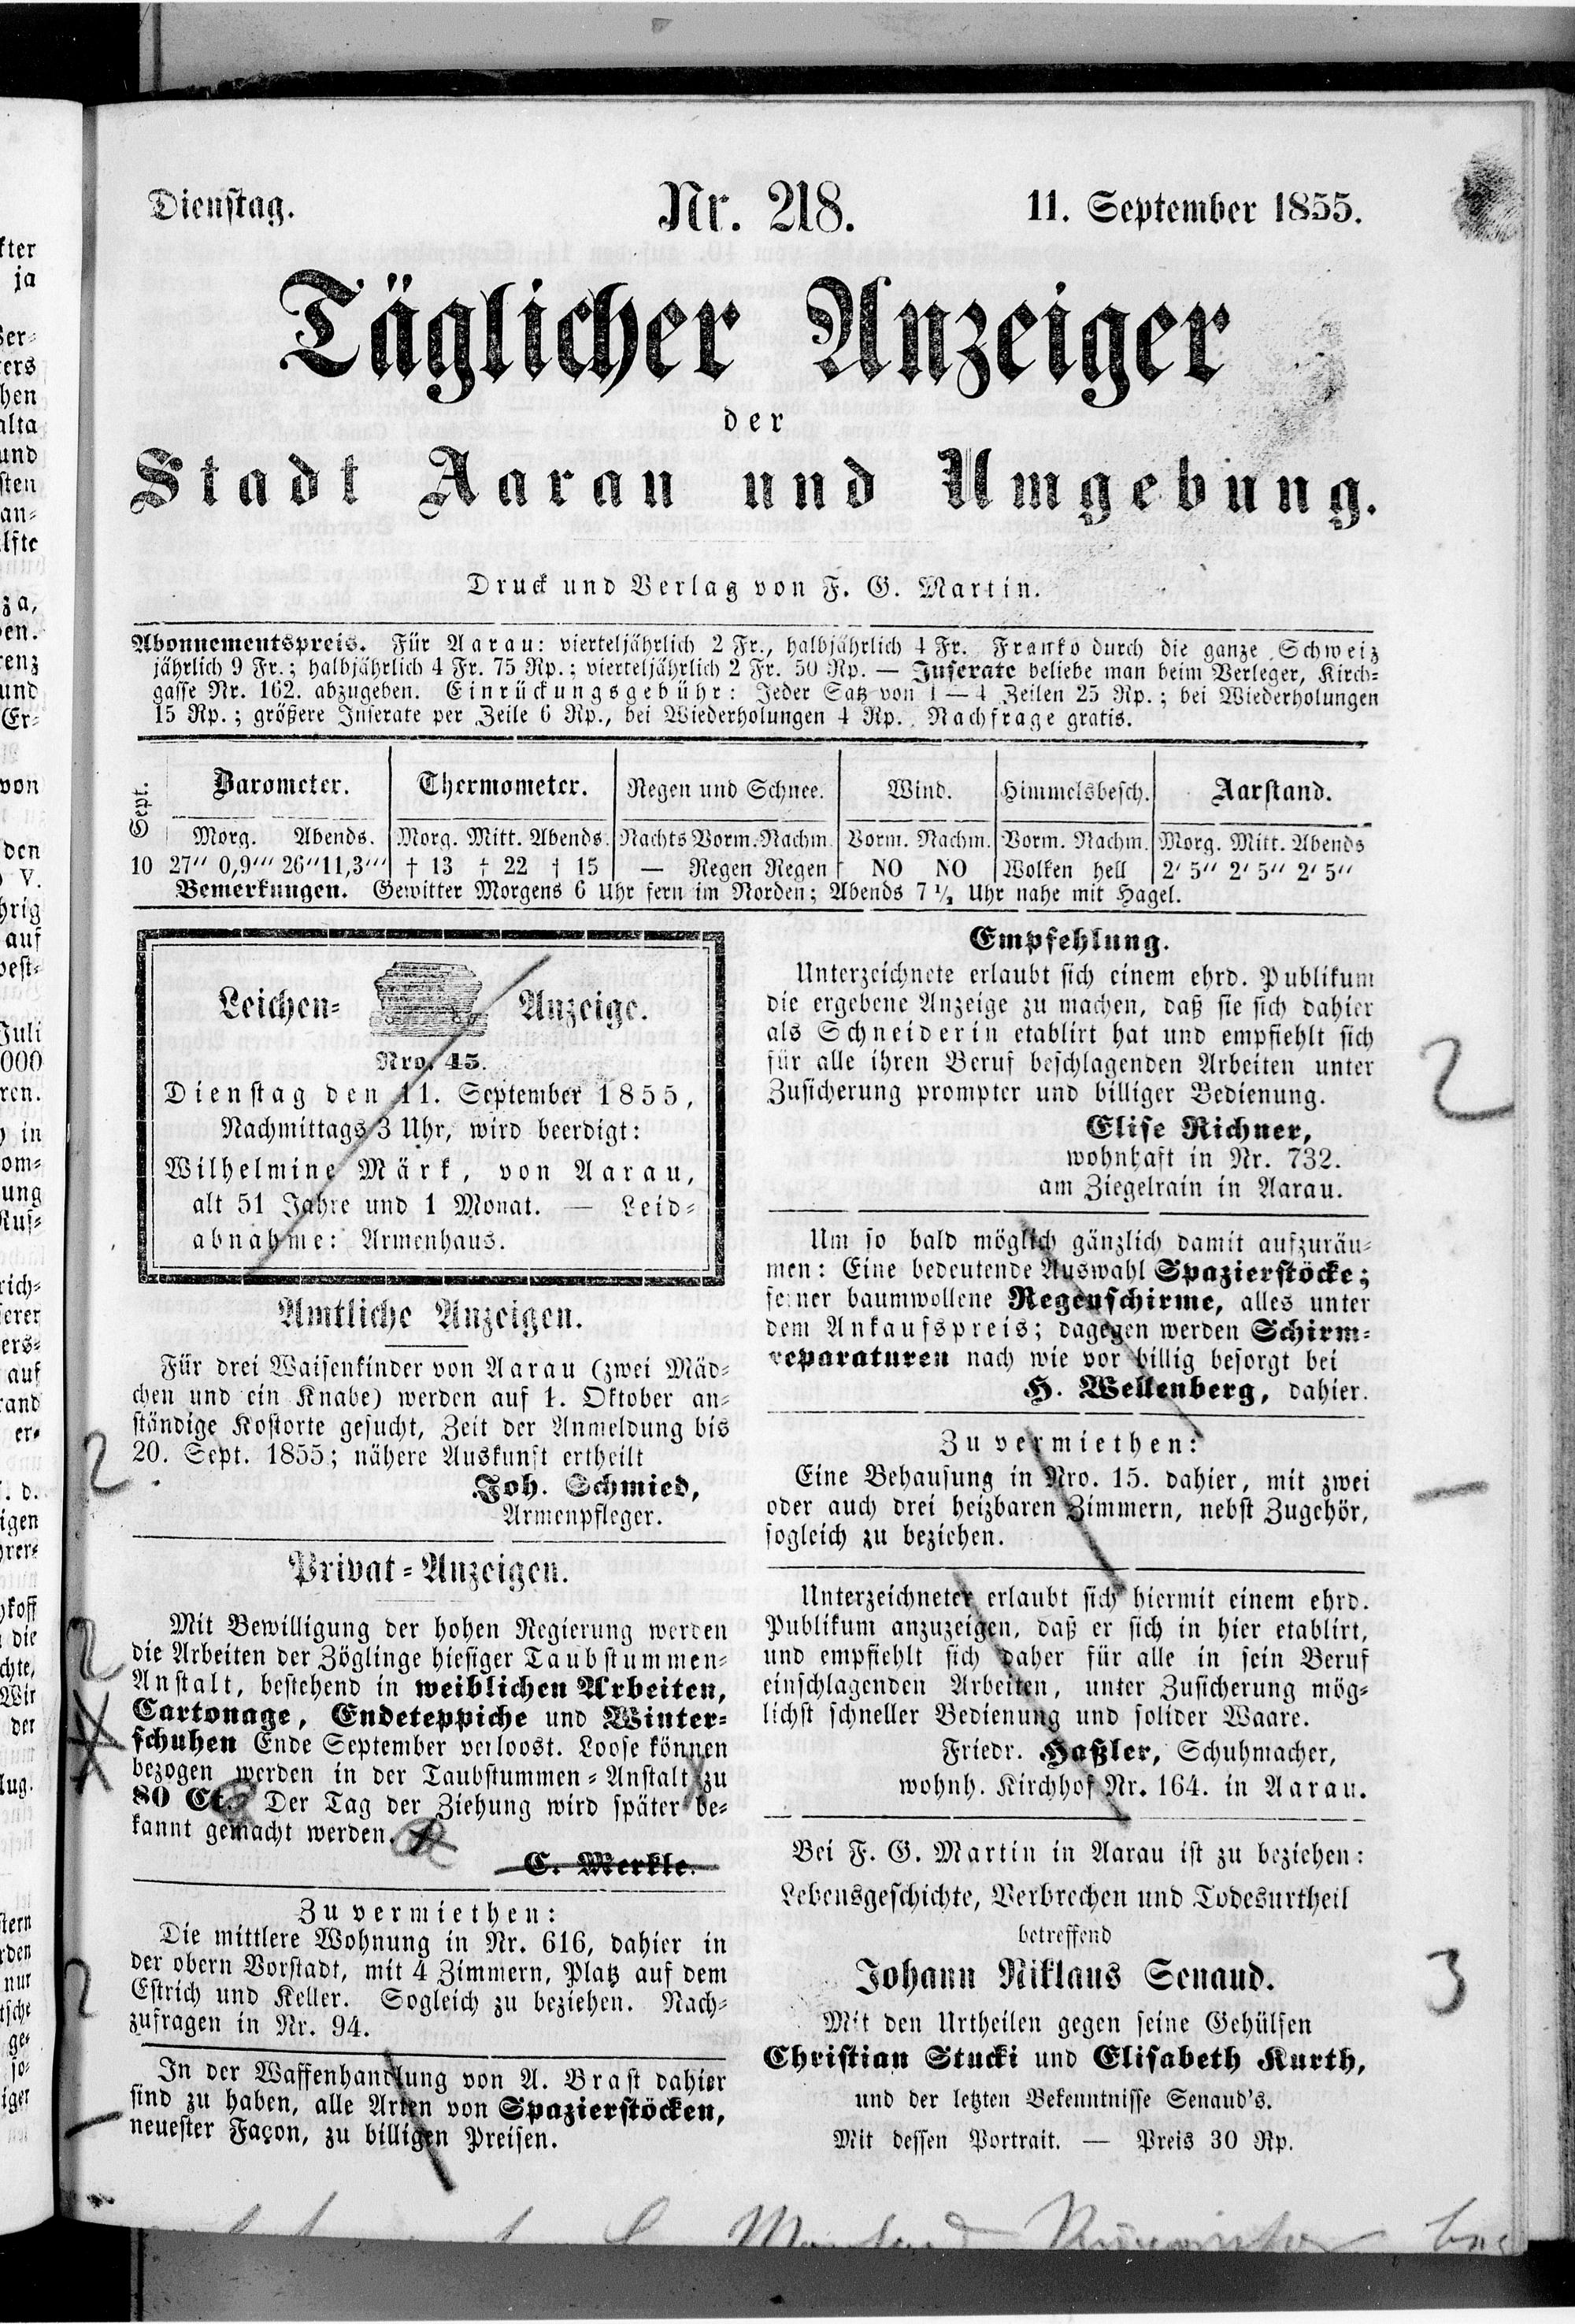 Dienstag. Nr. 218. 11. September 1855.
Täglicher Anzeiger
der
Stadt Aarau und Umgebung.
Druck und Verlag von F. G. Martin.
Abonnementspreis. Für Aarau: vierteljährlich 2 Fr., halbjährlich 4 Fr. Franko durch die ganze Schweiz
jährlich 9 Fr.; halbjährlich 4 Fr. 75 Rp.; vierteljährlich 2 Fr. 50 Rp. — Inserate beliebe man beim Verleger, Kirch-
gasse Nr. 162. abzugeben. Einrückungsgebühr: Jeder Satz von 1—4 Zeilen 25 Rp.; bei Wiederholungen
15 Rp.; größere Inserate per Zeile 6 Rp., bei Wiederholungen 4 Rp. Nachfrage gratis.
Sept. Barometer. Thermometer. Regen und Schnee. Wind. Himmelsbesch. Aarstand.
Morg. Abends. Morg. Mitt. Abends. Nachts Vorm. Nachm. Vorm. Nachm. Vorm. Nachm. Morg. Mitt. Abends
10 27'' 0,9''' 26'' 11,3''' † 13 † 22 † 15 — Regen Regen NO NO Wolken hell 2' 5'' 2' 5'' 2' 5''
Bemerkungen. Gewitter Morgens 6 Uhr fern im Norden; Abends 7 ½ Uhr nahe mit Hagel.
Leichen- Anzeige.
Nro. 45.
Dienstag den 11. September 1855,
Nachmittags 3 Uhr, wird beerdigt:
Wilhelmine Märk, von Aarau,
alt 51 Jahre und 1 Monat. — Leid-
abnahme: Armenhaus.
Amtliche Anzeigen.
Für drei Waisenkinder von Aarau (zwei Mäd-
chen und ein Knabe) werden auf 1. Oktober an-
ständige Kostorte gesucht, Zeit der Anmeldung bis
20. Sept. 1855; nähere Auskunft ertheilt
Joh. Schmied,
Armenpfleger.
Privat-Anzeigen.
Mit Bewilligung der hohen Regierung werden
die Arbeiten der Zöglinge hiesiger Taubstummen-
Anstalt, bestehend in weiblichen Arbeiten,
Cartonage, Endeteppiche und Winter-
schuhen Ende September verloost. Loose können
bezogen werden in der Taubstummen-Anstalt zu
80 Ct. Der Tag der Ziehung wird später be-
kannt gemacht werden.
C. Merkle.
Zu vermiethen:
Die mittlere Wohnung in Nr. 616, dahier in
der obern Vorstadt, mit 4 Zimmern, Platz auf dem
Estrich und Keller. Sogleich zu beziehen. Nach-
zufragen in Nr. 94.
In der Waffenhandlung von A. Brast dahier
sind zu haben, alle Arten von Spazierstöcken,
neuester Façon, zu billigen Preisen.
Empfehlung.
Unterzeichnete erlaubt sich einem ehrd. Publikum
die ergebene Anzeige zu machen, daß sie sich dahier
als Schneiderin etablirt hat und empfiehlt sich
für alle ihren Beruf beschlagenden Arbeiten unter
Zusicherung prompter und billiger Bedienung.
Elise Richner,
wohnhaft in Nr. 732.
am Ziegelrain in Aarau.
2
Um so bald möglich gänzlich damit aufzuräu-
men: Eine bedeutende Auswahl Spazierstöcke;
ferner baumwollene Regenschirme, alles unter
dem Ankaufspreis; dagegen werden Schirm-
reparaturen nach wie vor billig besorgt bei
H. Wellenberg, dahier.
Zu vermiethen:
Eine Behausung in Nro. 15. dahier, mit zwei
oder auch drei heizbaren Zimmern, nebst Zugehör,
sogleich zu beziehen.
Unterzeichneter erlaubt sich hiermit einem ehrd.
Publikum anzuzeigen, daß er sich in hier etablirt,
und empfiehlt sich daher für alle in sein Beruf
einschlagenden Arbeiten, unter Zusicherung mög-
lichst schneller Bedienung und solider Waare.
Friedr. Haßler, Schuhmacher,
wohnh. Kirchhof Nr. 164. in Aarau.
Bei F. G. Martin in Aarau ist zu beziehen:
Lebensgeschichte, Verbrechen und Todesurtheil
betreffend
Johann Niklaus Senaud.
Mit den Urtheilen gegen seine Gehülfen
Christian Stucki und Elisabeth Kurth,
und der letzten Bekenntnisse Senaud's.
Mit dessen Portrait. — Preis 30 Rp.
3